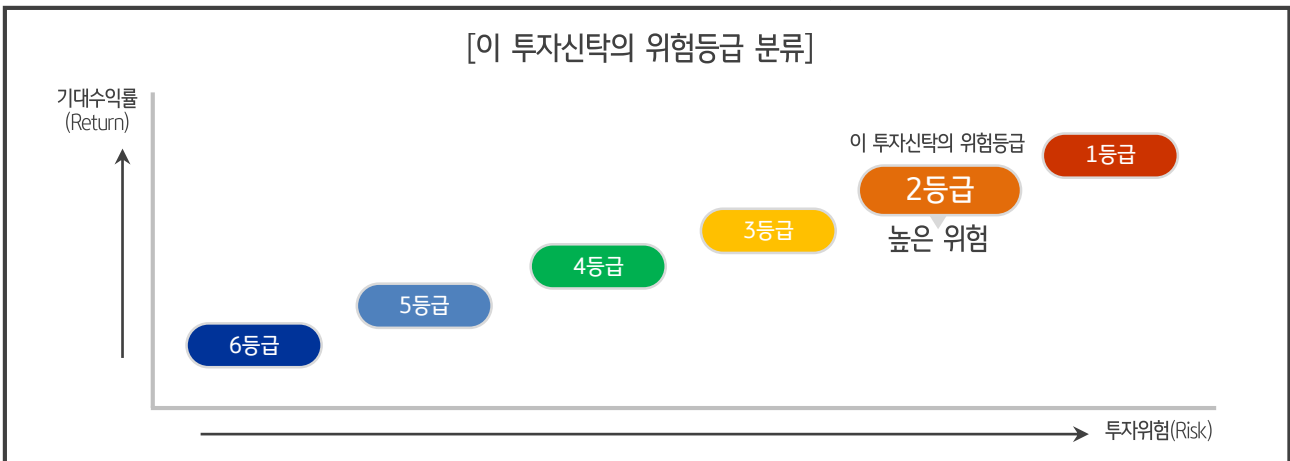 [이 투자신탁의 위험등급 분류]
기대수익률
(Return)
이 투자신탁의 위험등급
1등급
2등급
높은 위험
3등급
4등급
5등급
6등급
투자위험(Risk)